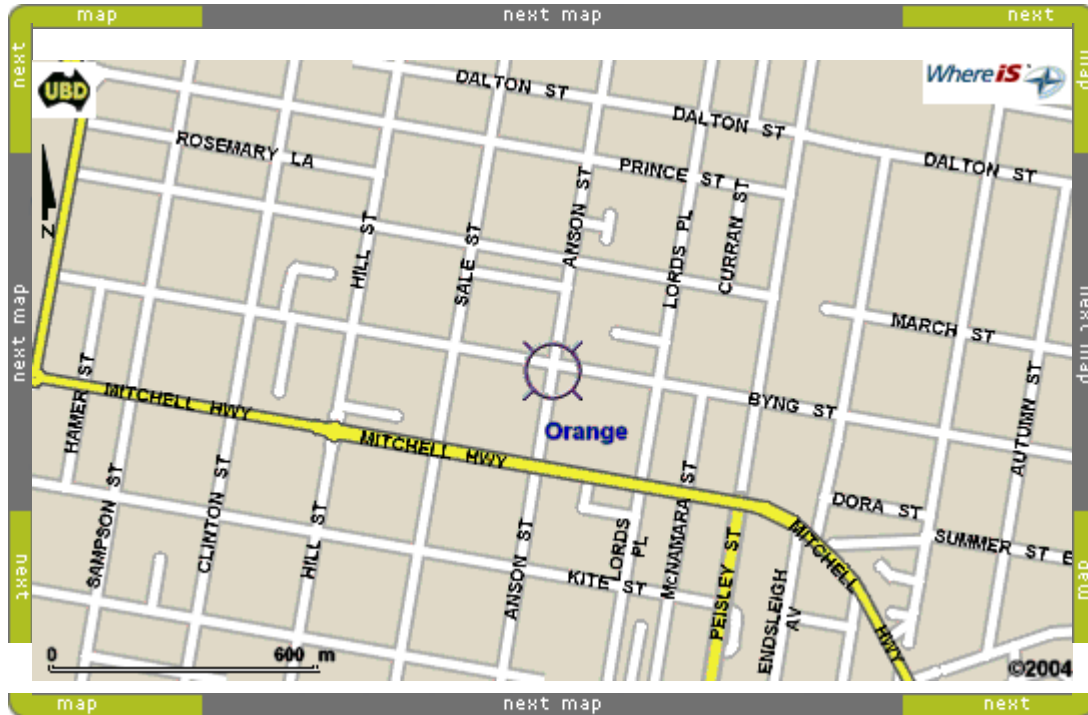 map
next map
next
next
map
UBD
Where iS
DALTON ST
DALTON ST
DALTON ST
ROSEMARY LA
PRINCE ST
ANSON ST
CURRAN ST
N
HILL ST
SALE ST
LORDS PL
next map
next map
MARCH ST
HAMER ST
MITCHELL HWY
BYNG ST
AUTUMN ST
Orange
MITCHELL HWY
SAMPSON ST
CLINTON ST
HILL ST
ANSON ST
LORDS
PL
McNAMARA ST
DORA ST
MITCHELL
HWY
SUMMER ST E
KITE ST
PEISLEY ST
ENDSLEIGH
AV
next
map
0 600 m
©2004
map
next map
next